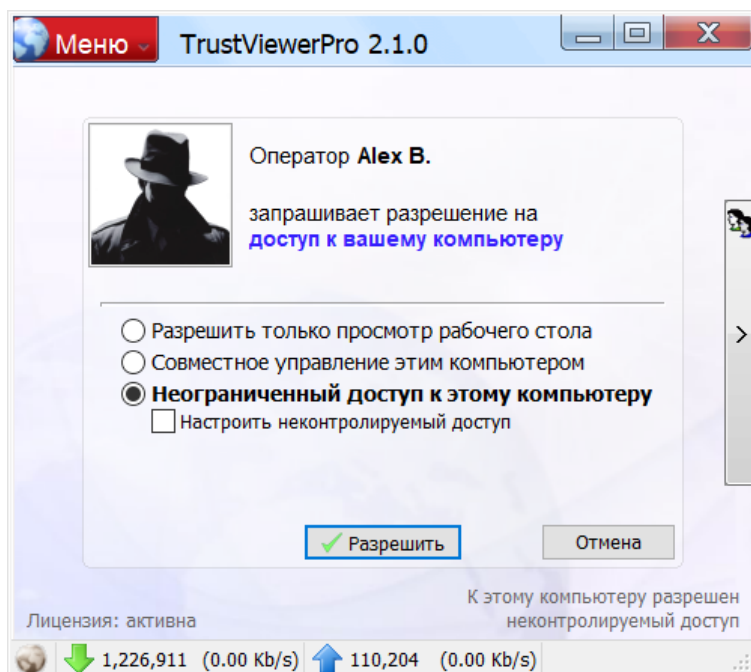 Меню
TrustViewerPro 2.1.0
Оператор Alex B.
запрашивает разрешение на
доступ к вашему компьютеру
Разрешить только просмотр рабочего стола
Совместное управление этим компьютером
Неограниченный доступ к этому компьютеру
Настроить неконтролируемый доступ
Разрешить
Отмена
К этому компьютеру разрешен
Лицензия: активна
неконтролируемый доступ
1,226,911 (0.00 Kb/s) 110,204 (0.00 Kb/s)